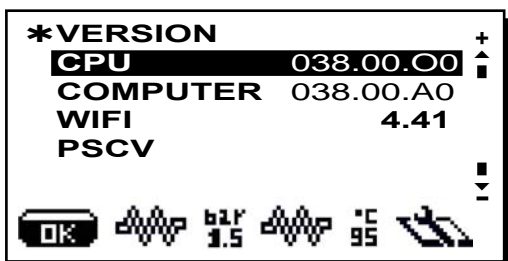 *VERSION +
CPU 038.00.O0
COMPUTER 038.00.A0
WIFI 4.41
PSCV
-
OK bar 1.5 °C 95